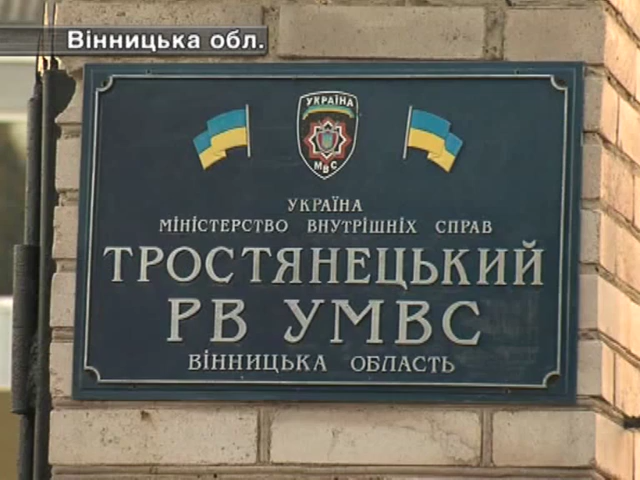 Вінницька обл.
УКРАЇНА
МВС
УКРАЇНА
МІНІСТЕРСТВО ВНУТРІШНІХ СПРАВ
ТРОСТЯНЕЦЬКИЙ
РВ УМВС
ВІННИЦЬКА ОБЛАСТЬ